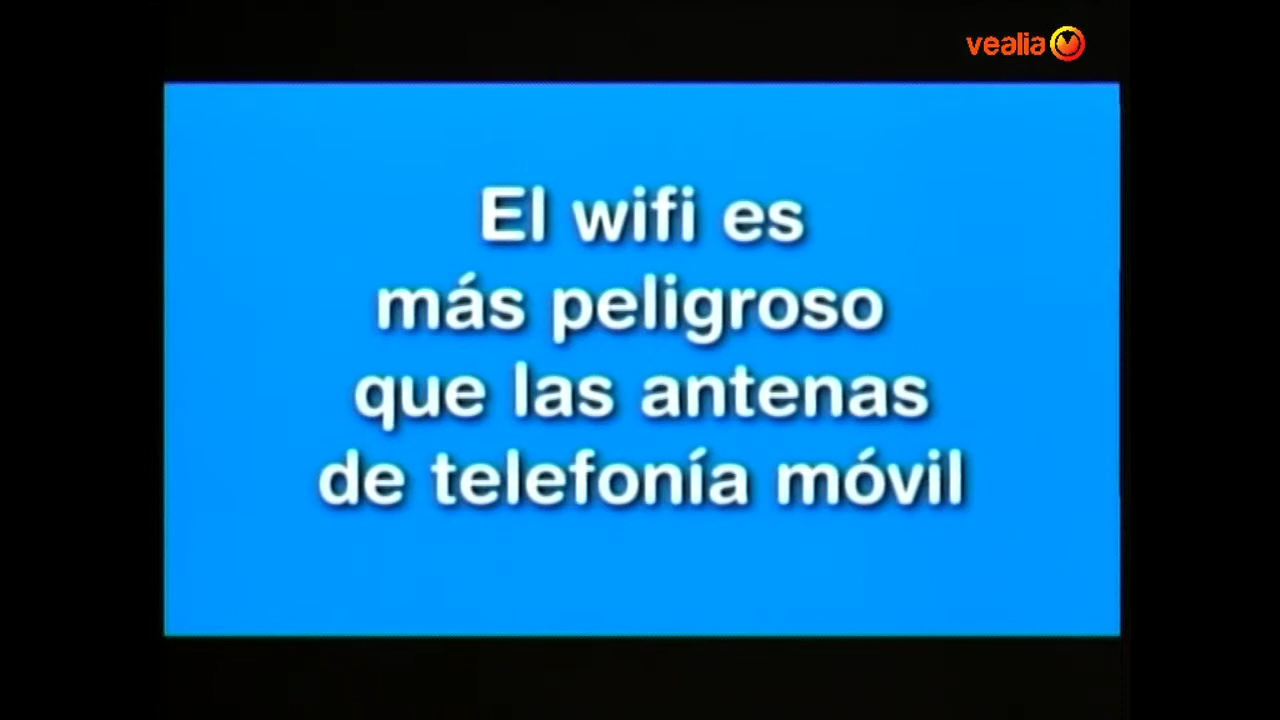 vealia
El wifi es
más peligroso
que las antenas
de telefonía móvil